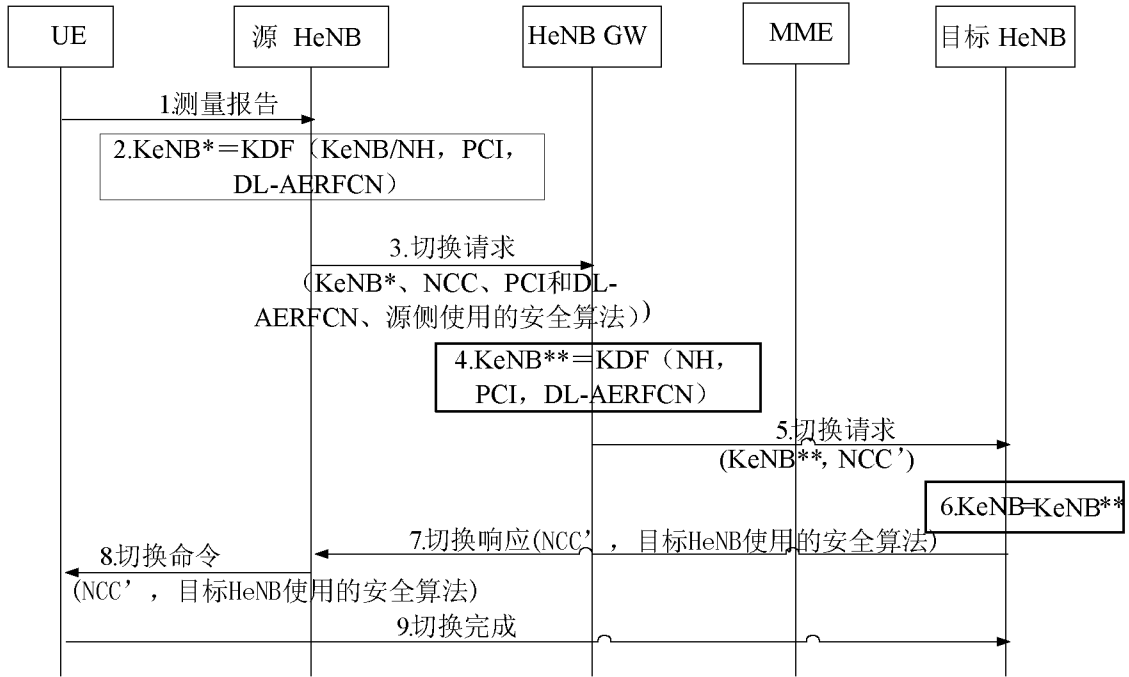 UE
源 HeNB
HeNB GW
MME
目标 HeNB
1.测量报告
2.KeNB*＝KDF（KeNB/NH，PCI，
DL-AERFCN）
3.切换请求
（KeNB*、NCC、PCI和DL-
AERFCN、源侧使用的安全算法））
4.KeNB**＝KDF（NH，
PCI，DL-AERFCN）
5.切换请求
(KeNB**，NCC’)
6.KeNB=KeNB**
7.切换响应(NCC’，目标HeNB使用的安全算法)
8.切换命令
(NCC’，目标HeNB使用的安全算法)
9.切换完成